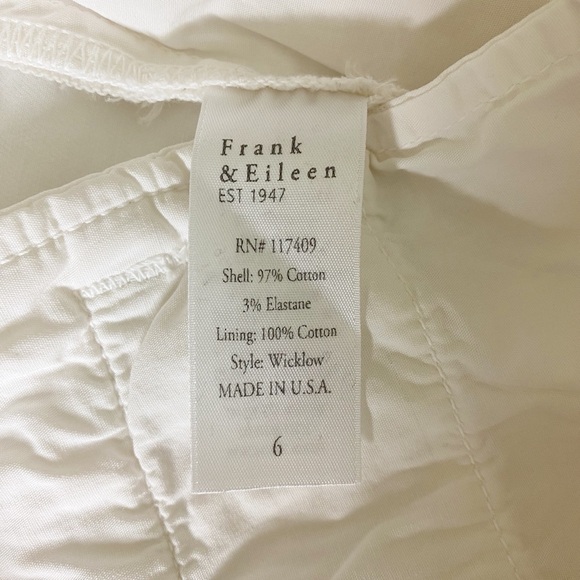 Frank
& Eileen
EST 1947
RN# 117409
Shell: 97% Cotton
3% Elastane
Lining: 100% Cotton
Style: Wicklow
MADE IN U.S.A.
6